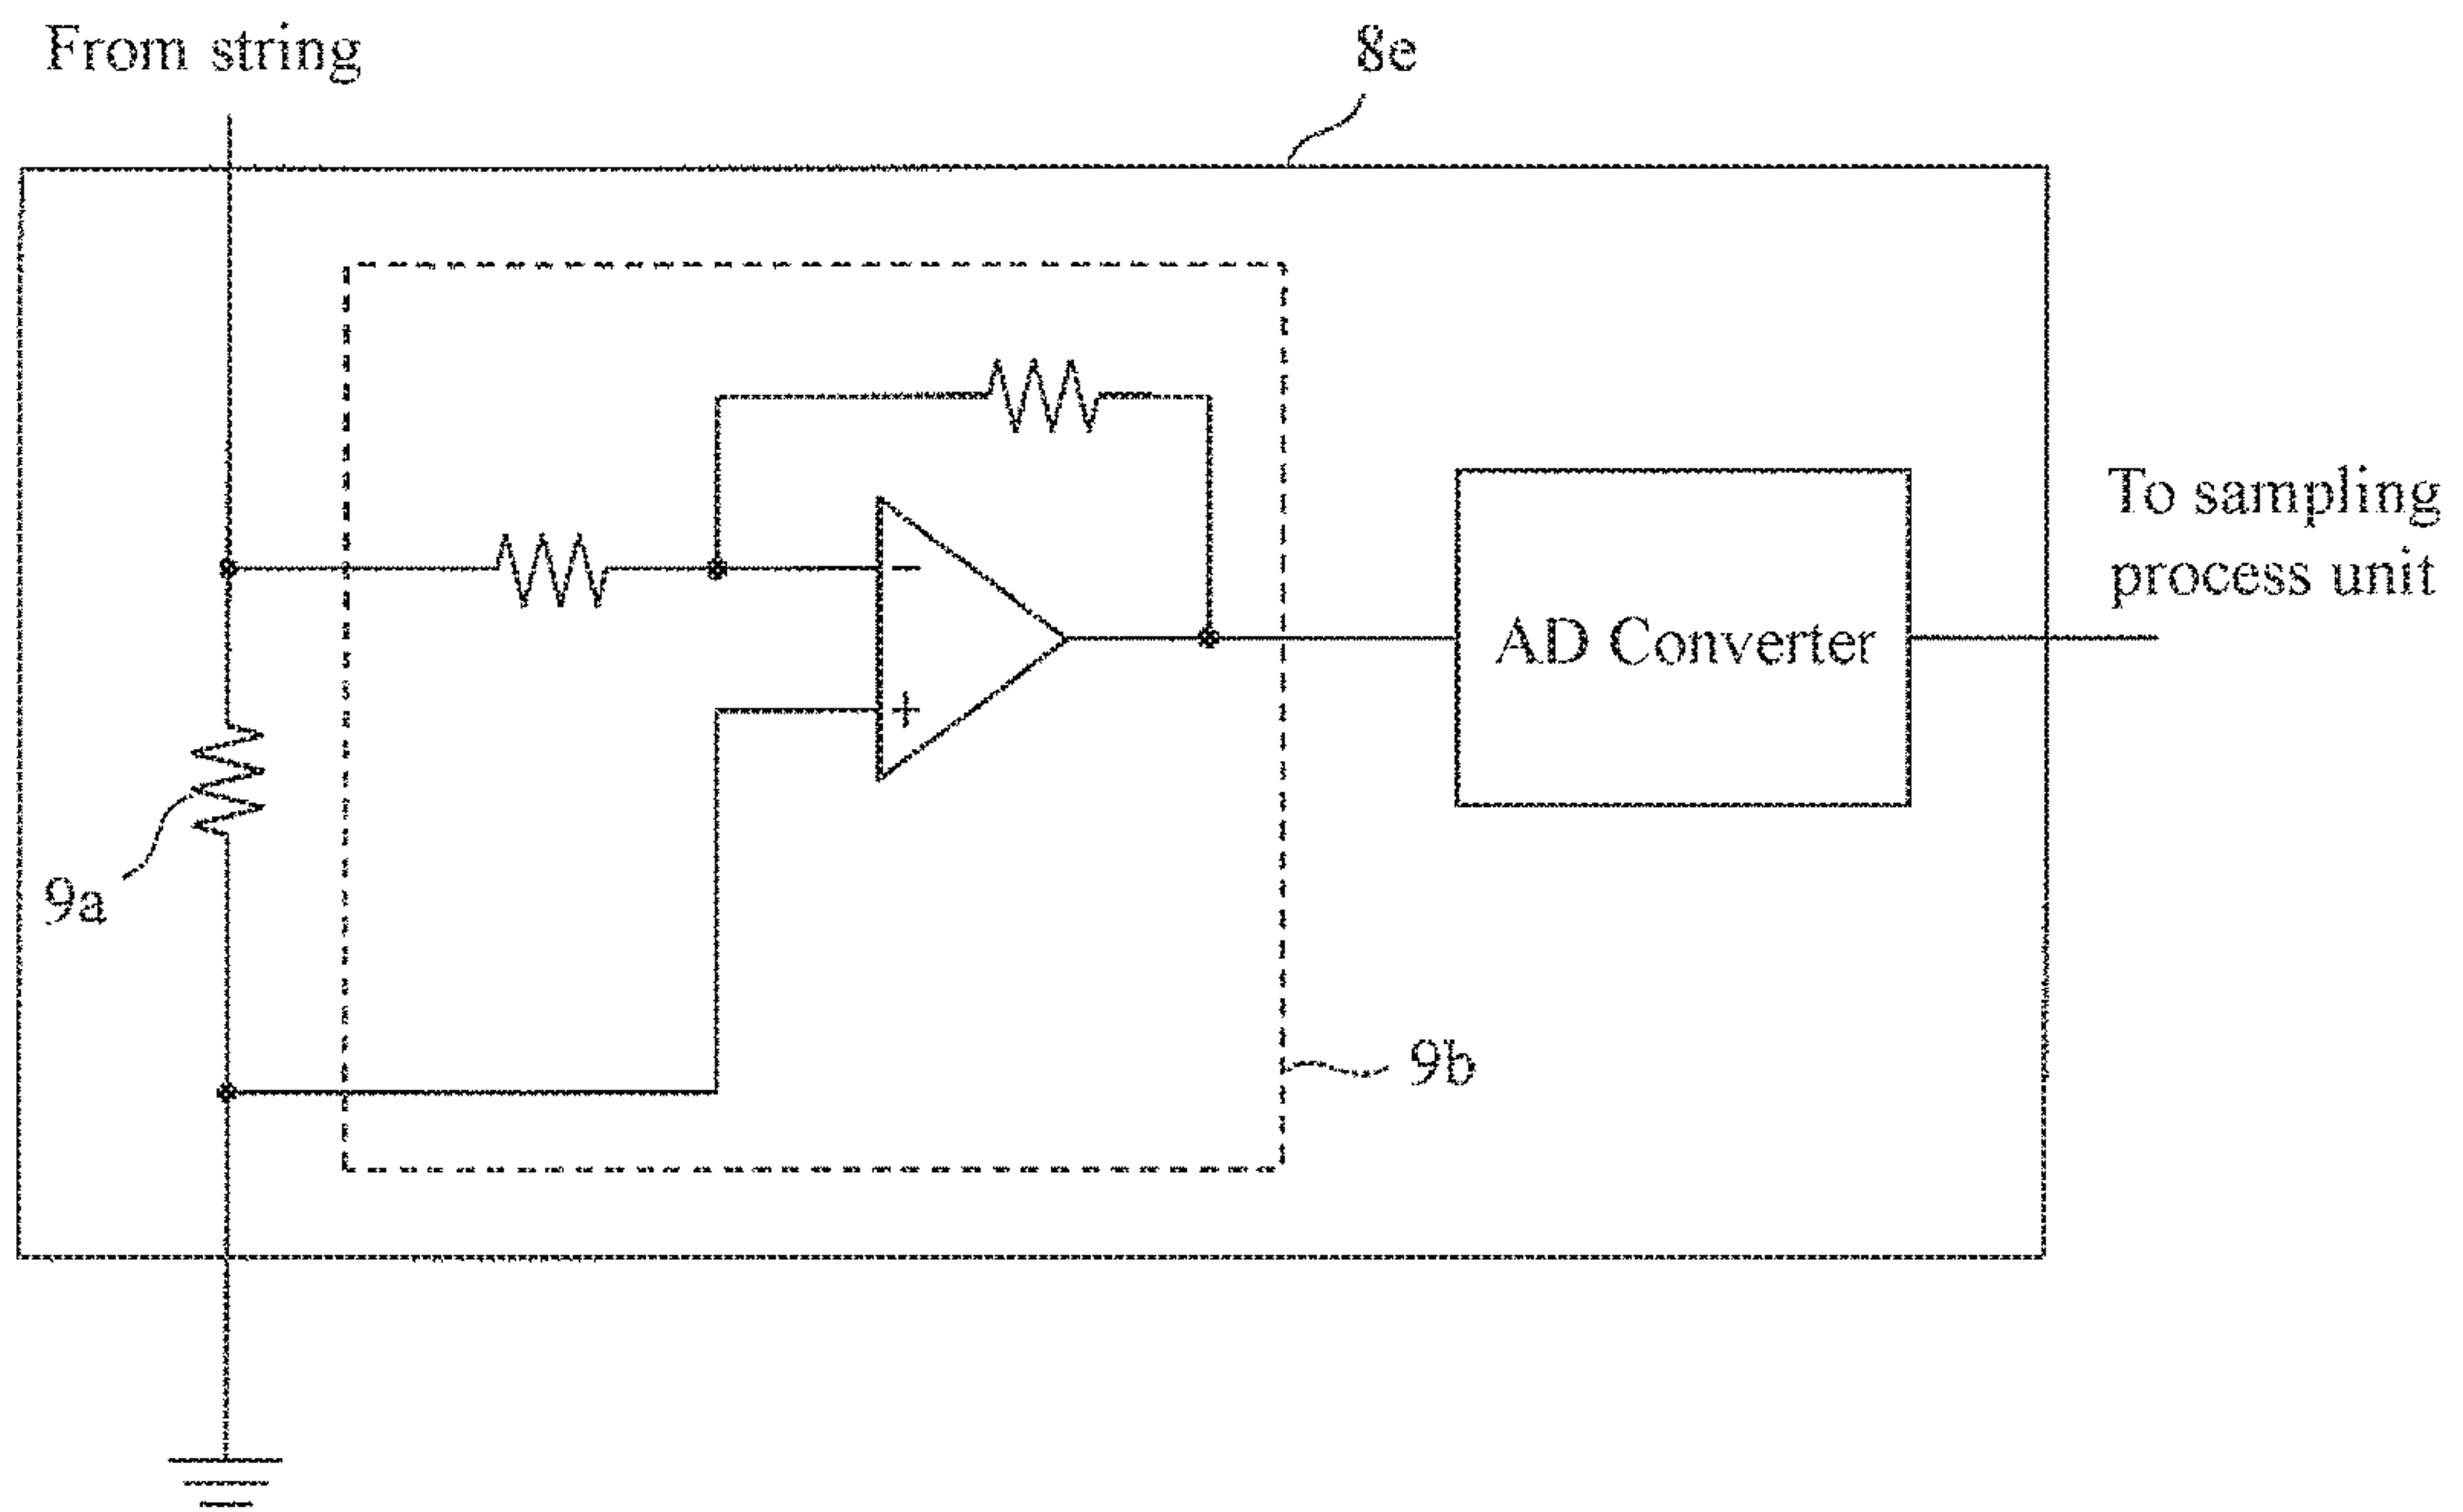 From string
8e
To sampling
process unit
AD Converter
−
+
9a
9b